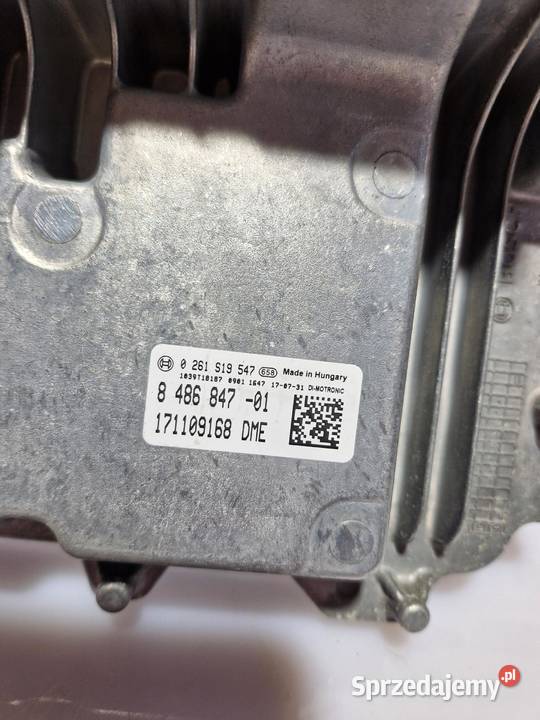 0 261 S19 547 658 Made in Hungary
1039T10187 0901 1647 17-07-31 DI-MOTRONIC
8 486 847 -01
171109168 DME
Sprzedajemy.pl